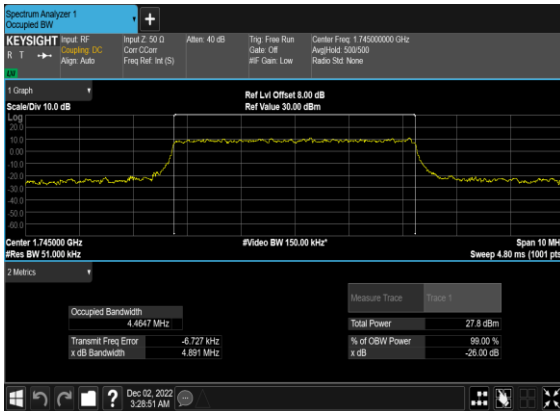 Spectrum Analyzer 1
Occupied BW
+
KEYSIGHT Input: RF Input Z: 50 Ω Atten: 40 dB Trig: Free Run Center Freq: 1.745000000 GHz
R T Coupling: DC Corr CCorr Gate: Off Avg|Hold: 500/500
Align: Auto Freq Ref: Int (S) #IF Gain: Low Radio Std: None
1 Graph
Scale/Div 10.0 dB Ref Lvl Offset 8.00 dB
Ref Value 30.00 dBm
Log
20.0
10.0
0.00
-10.0
-20.0
-30.0
-40.0
-50.0
-60.0
Center 1.745000 GHz #Video BW 150.00 kHz* Span 10 MH
#Res BW 51.000 kHz Sweep 4.80 ms (1001 pts
2 Metrics
Measure Trace Trace 1
Occupied Bandwidth
4.4647 MHz
Total Power 27.8 dBm
Transmit Freq Error -6.727 kHz % of OBW Power 99.00 %
x dB Bandwidth 4.891 MHz x dB -26.00 dB
? Dec 02, 2022
3:28:51 AM